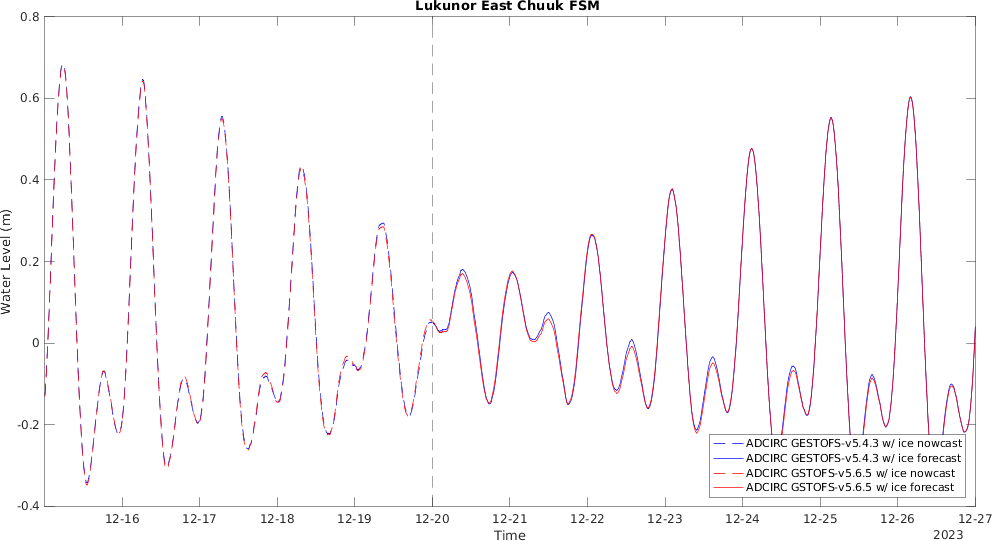 Lukunor East Chuuk FSM
Water Level (m)
0.8
0.6
0.4
0.2
0
-0.2
-0.4
ADCIRC GESTOFS-v5.4.3 w/ ice nowcast
ADCIRC GESTOFS-v5.4.3 w/ ice forecast
ADCIRC GSTOFS-v5.6.5 w/ ice nowcast
ADCIRC GSTOFS-v5.6.5 w/ ice forecast
12-16 12-17 12-18 12-19 12-20 12-21 12-22 12-23 12-24 12-25 12-26 12-27
Time
2023